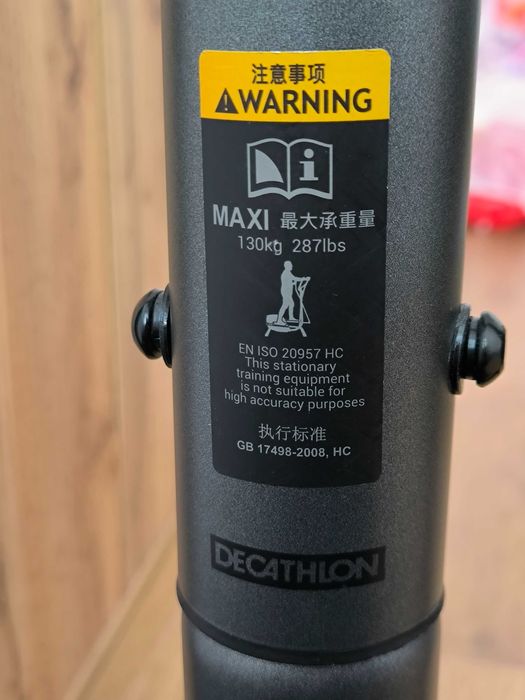 注意事项
WARNING
MAXI 最大承重量
130kg 287lbs
EN ISO 20957 HC
This stationary
training equipment
is not suitable for
high accuracy purposes
执行标准
GB 17498-2008, HC
DECATHLON